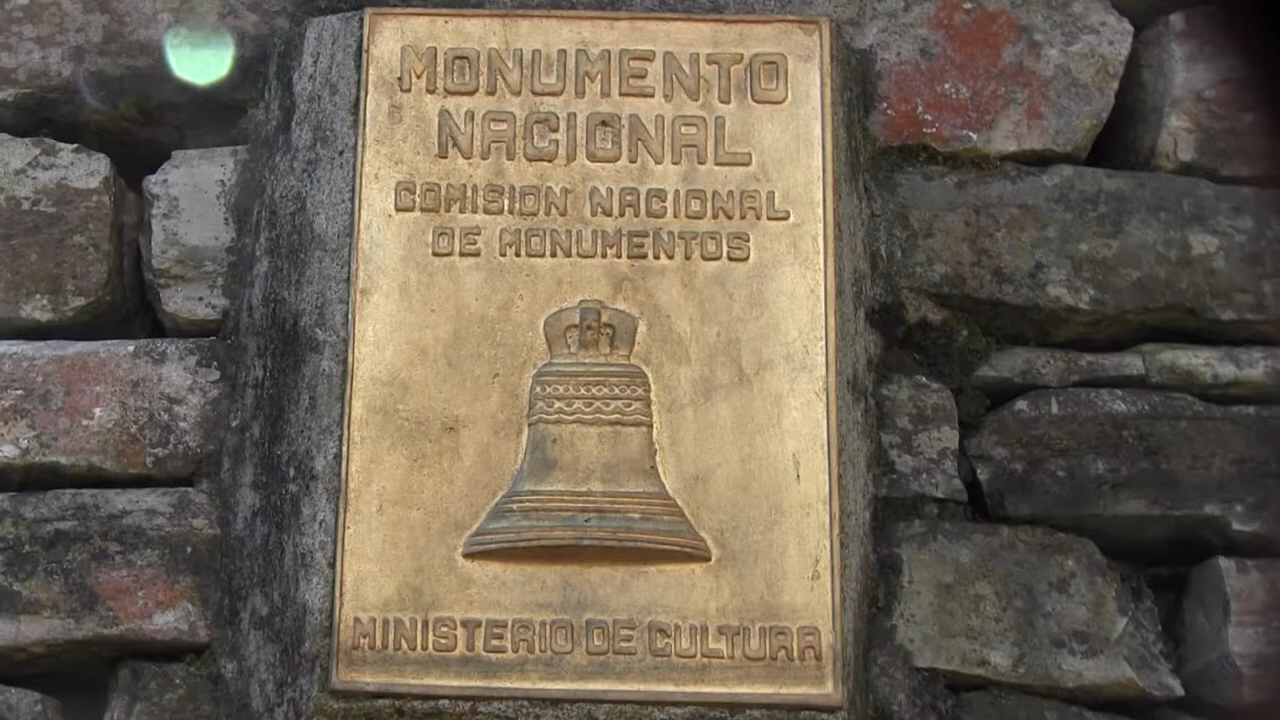 MONUMENTO
NACIONAL
COMISION NACIONAL
DE MONUMENTOS
MINISTERIO DE CULTURA